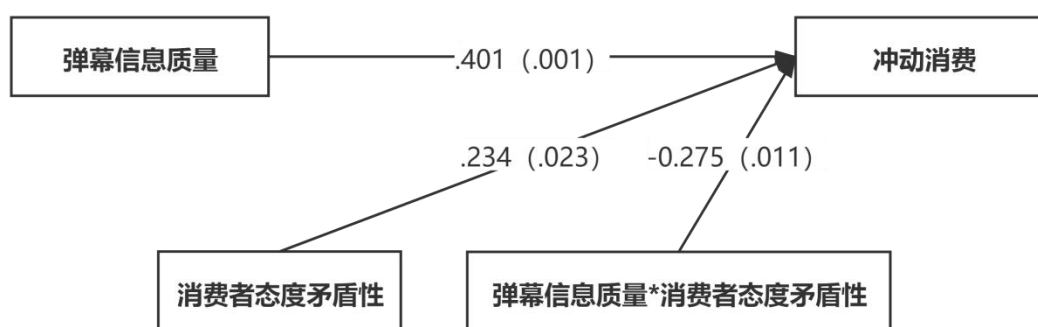 弹幕信息质量
.401（.001）
冲动消费
.234（.023）
-0.275（.011）
消费者态度矛盾性
弹幕信息质量*消费者态度矛盾性